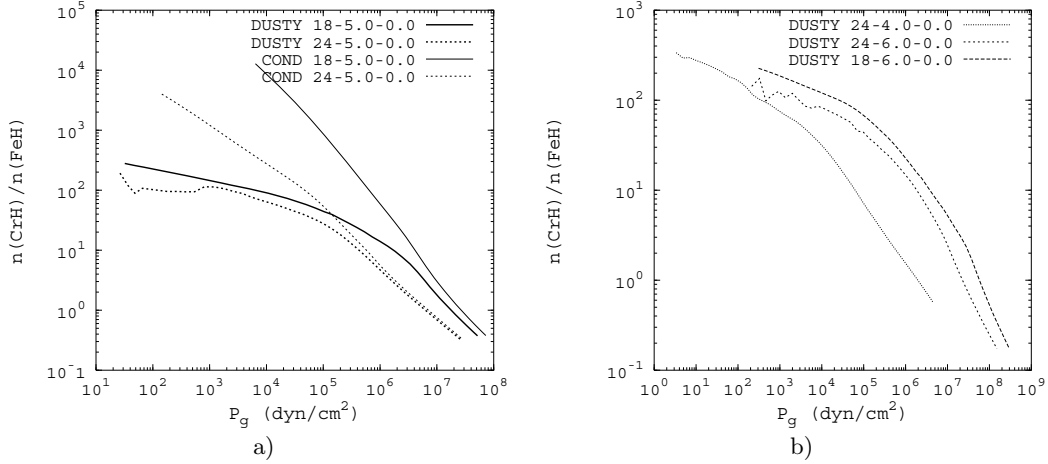 10^5
10^4
10^3
10^2
10^1
10^0
10^-1
n(CrH)/n(FeH)
DUSTY 18-5.0-0.0
DUSTY 24-5.0-0.0
COND 18-5.0-0.0
COND 24-5.0-0.0
10^1 10^2 10^3 10^4 10^5 10^6 10^7 10^8
P_g (dyn/cm^2)
a)
10^3
10^2
10^1
10^0
10^-1
n(CrH)/n(FeH)
DUSTY 24-4.0-0.0
DUSTY 24-6.0-0.0
DUSTY 18-6.0-0.0
10^0 10^1 10^2 10^3 10^4 10^5 10^6 10^7 10^8 10^9
P_g (dyn/cm^2)
b)